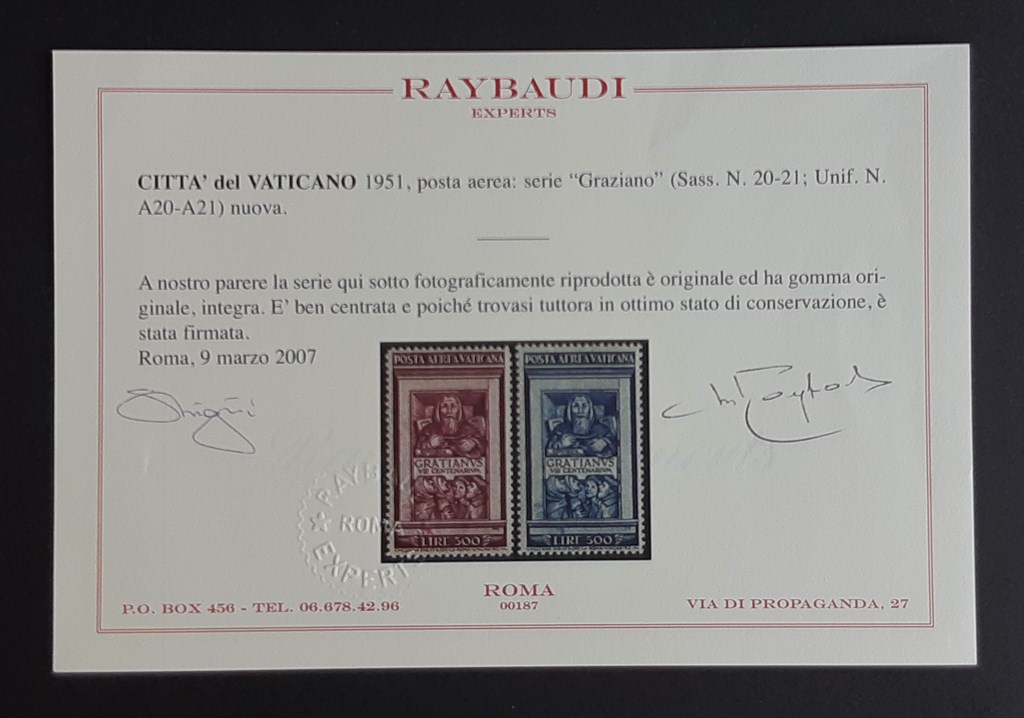 RAYBAUDI
EXPERTS
CITTA' del VATICANO 1951, posta aerea: serie “Graziano” (Sass. N. 20-21; Unif. N.
A20-A21) nuova.
A nostro parere la serie qui sotto fotograficamente riprodotta è originale ed ha gomma ori-
ginale, integra. E' ben centrata e poiché trovasi tuttora in ottimo stato di conservazione, è
stata firmata.
Roma, 9 marzo 2007
POSTA AEREA VATICANA
GRATIANVS
VIII CENTENARIVM
LIRE 300
POSTA AEREA VATICANA
GRATIANVS
VIII CENTENARIVM
LIRE 500
RAYB
ROMA
EXPERT
ROMA
00187
P.O. BOX 456 - TEL. 06.678.42.96
VIA DI PROPAGANDA, 27